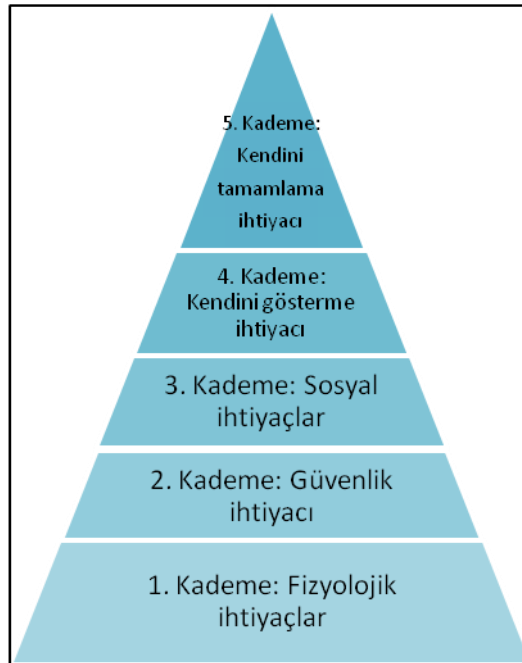 5. Kademe:
Kendini
tamamlama
ihtiyacı
4. Kademe:
Kendini gösterme
ihtiyacı
3. Kademe: Sosyal
ihtiyaçlar
2. Kademe: Güvenlik
ihtiyacı
1. Kademe: Fizyolojik
ihtiyaçlar